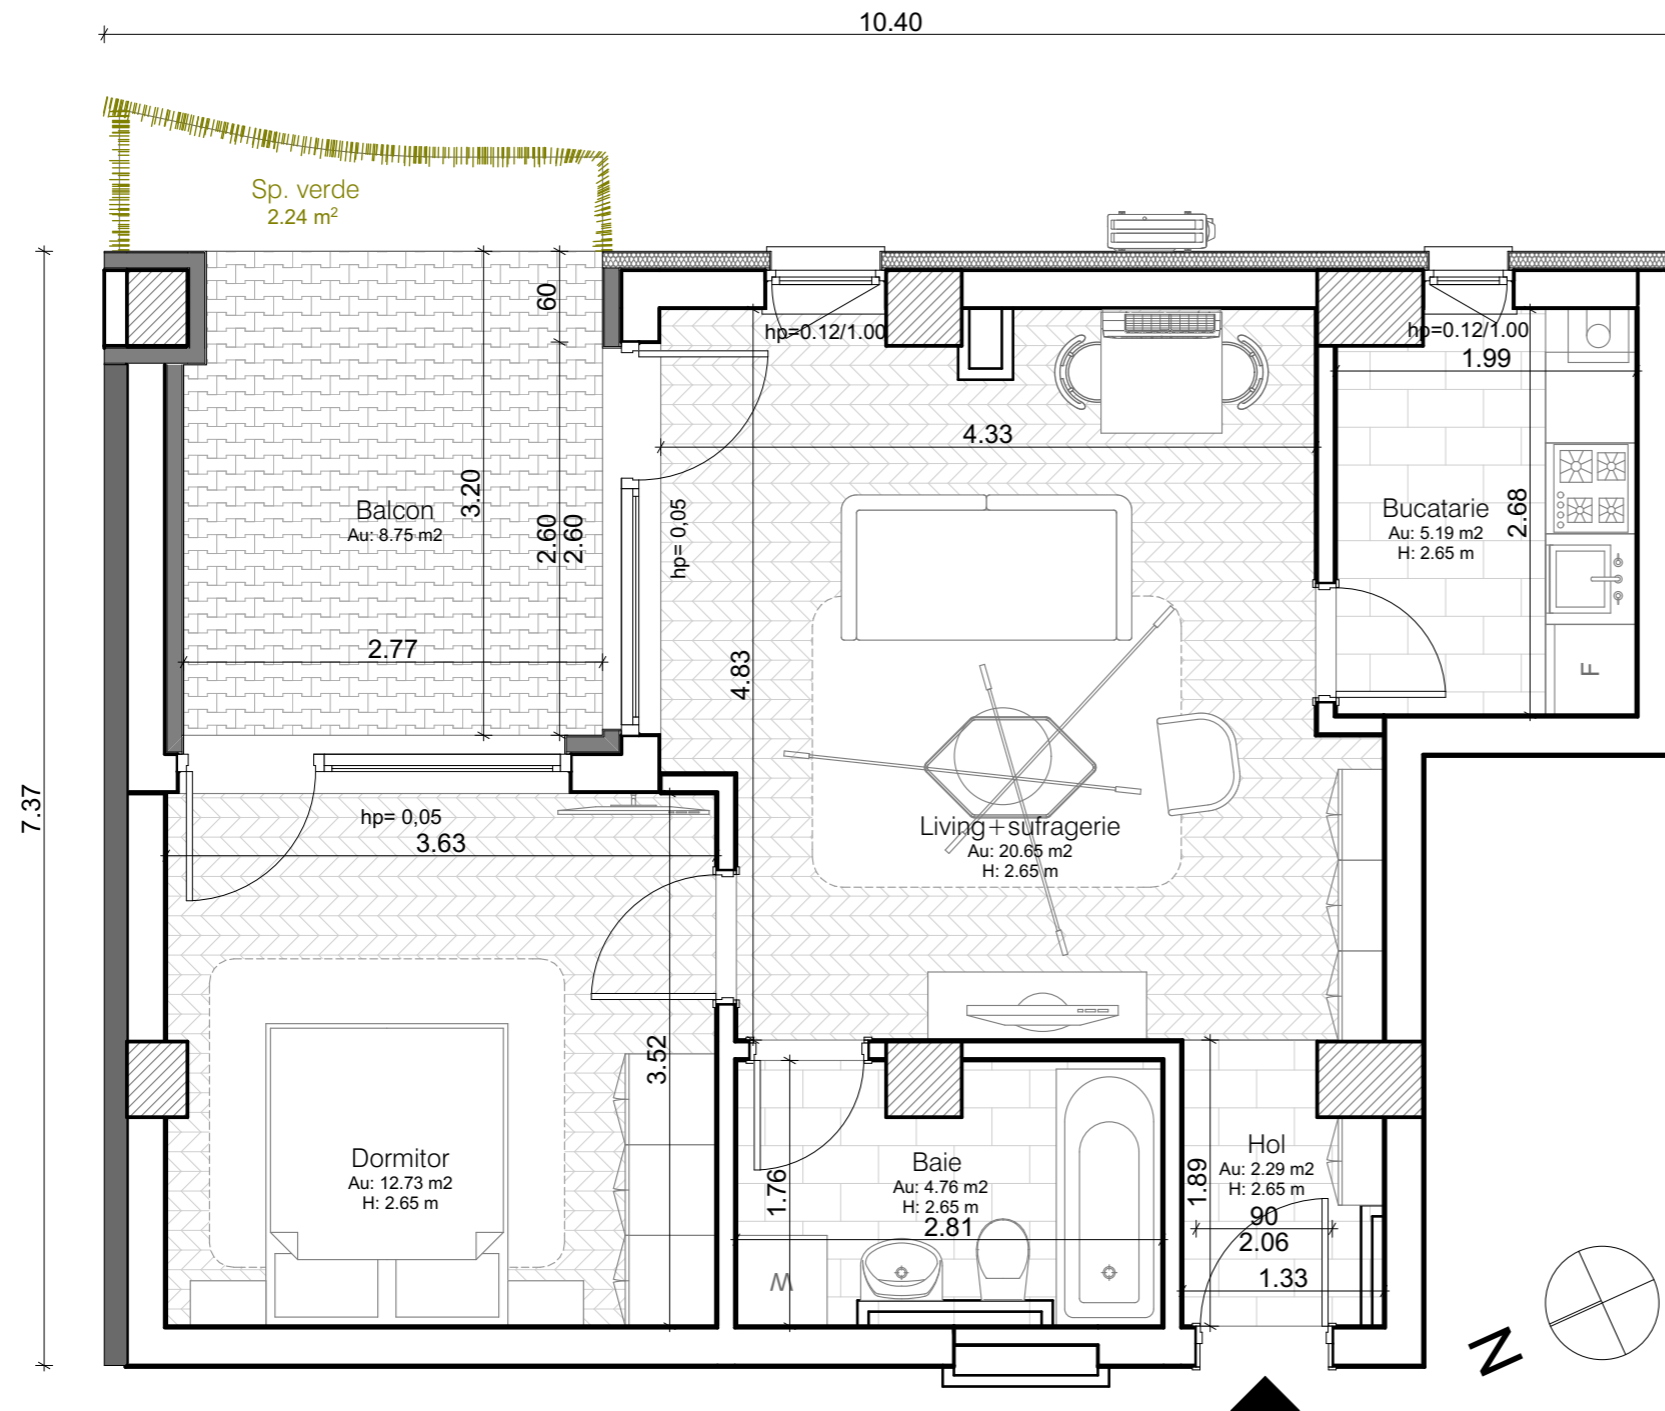 10.40
Sp. verde
2.24 m²
60
hp=0.12/1.00
hp=0.12/1.00
1.99
4.33
3.20
Balcon
Au: 8.75 m2
2.60
2.60
hp= 0,05
Bucatarie
Au: 5.19 m2
H: 2.65 m
2.68
2.77
4.83
F
7.37
hp= 0,05
3.63
Living+sufragerie
Au: 20.65 m2
H: 2.65 m
3.52
Dormitor
Au: 12.73 m2
H: 2.65 m
1.76
Baie
Au: 4.76 m2
H: 2.65 m
2.81
W
1.89
Hol
Au: 2.29 m2
H: 2.65 m
90
2.06
1.33
N